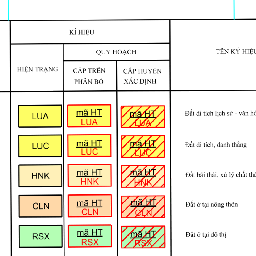 KÍ HIỆU
QUY HOẠCH
TÊN KÝ HIỆU
HIỆN TRẠNG
CẤP TRÊN
PHÂN BỔ
CẤP HUYỆN
XÁC ĐỊNH
LUA
mã HT
LUA
mã HT
LUA
Đất di tích lịch sử - văn hó
LUC
mã HT
LUC
mã HT
LUC
Đất di tích, danh thắng
HNK
mã HT
HNK
mã HT
HNK
Đất bãi thải, xử lý chất thả
CLN
mã HT
CLN
mã HT
CLN
Đất ở tại nông thôn
RSX
mã HT
RSX
mã HT
RSX
Đất ở tại đô thị